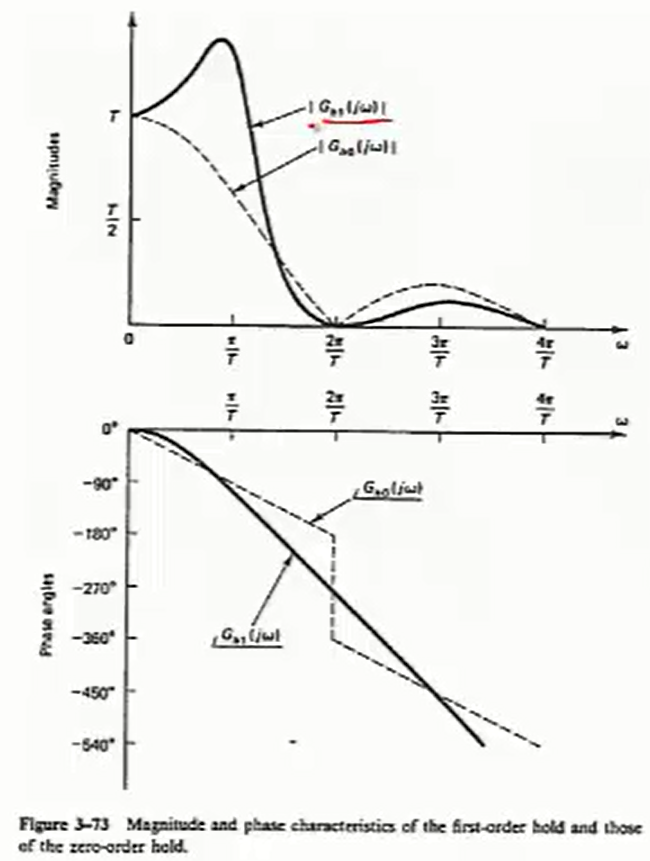 | G_h1(jω) |
T
| G_h0(jω) |
Magnitudes
T/2
0
π/T
2π/T
3π/T
4π/T
ω
π/T
2π/T
3π/T
4π/T
ω
0°
-90°
∠G_h0(jω)
-180°
-270°
Phase angles
∠G_h1(jω)
-360°
-450°
-540°
Figure 3-73 Magnitude and phase characteristics of the first-order hold and those
of the zero-order hold.